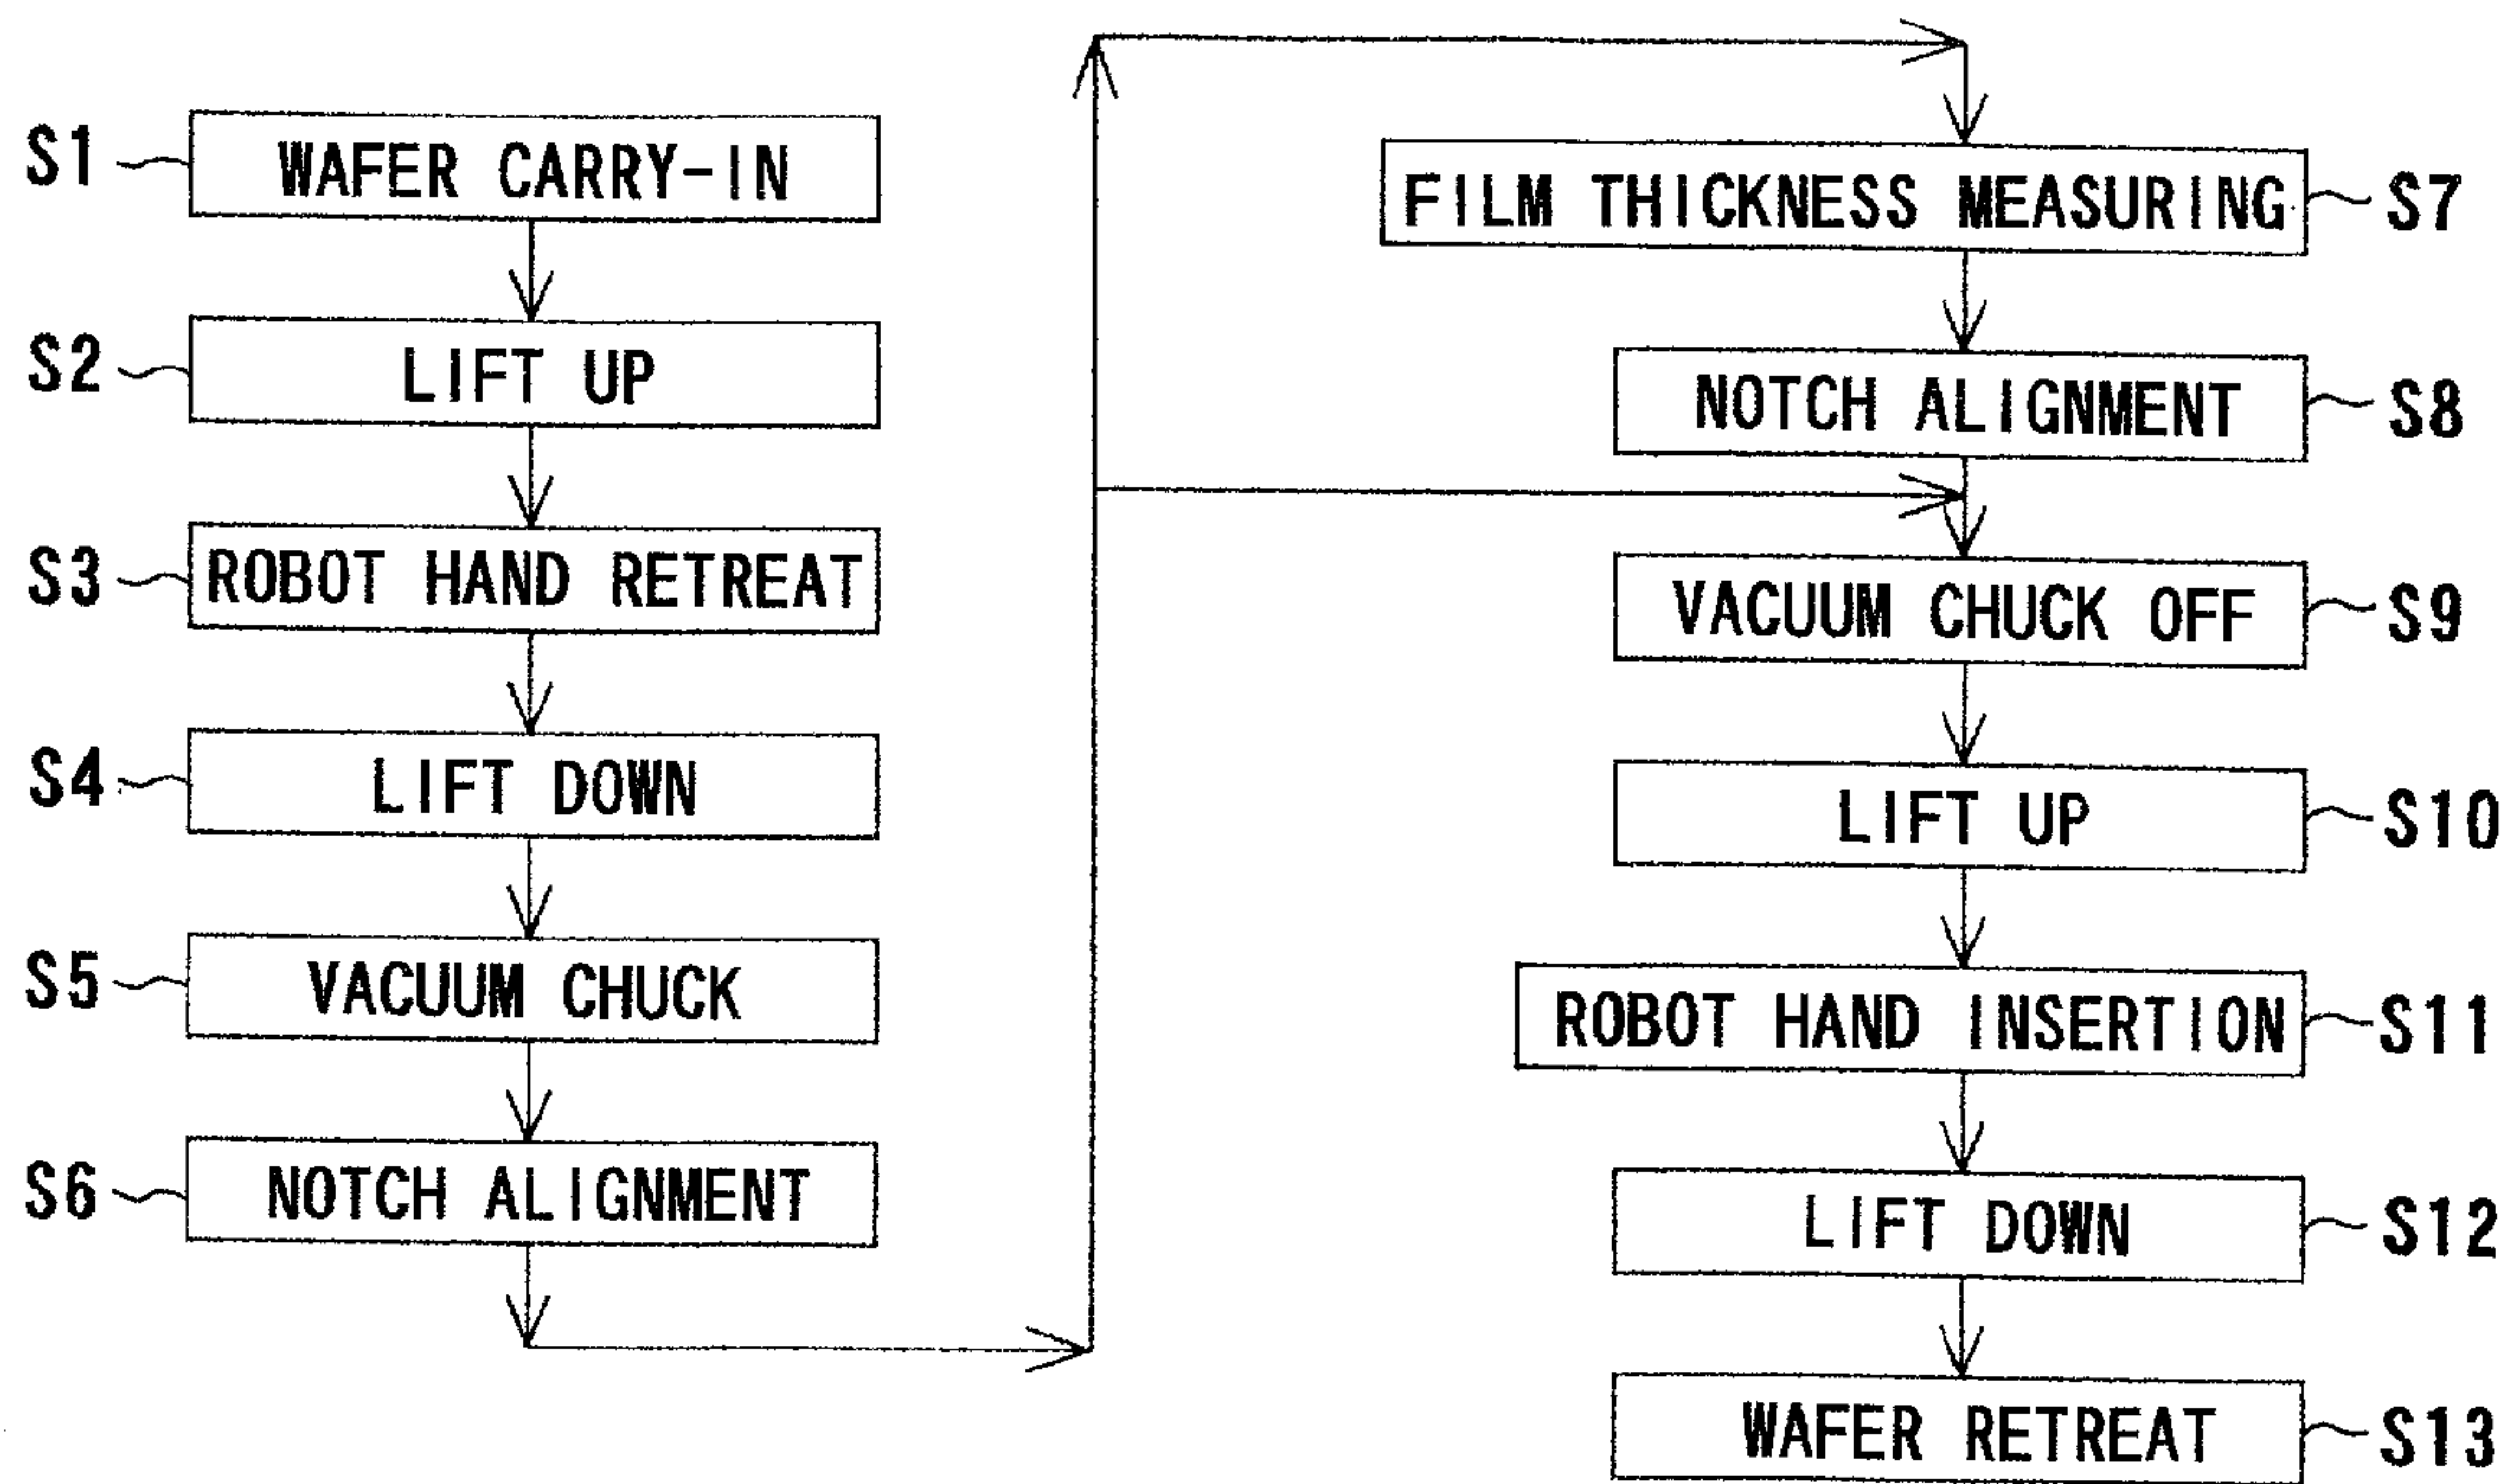 S1 WAFER CARRY-IN
S2 LIFT UP
S3 ROBOT HAND RETREAT
S4 LIFT DOWN
S5 VACUUM CHUCK
S6 NOTCH ALIGNMENT
FILM THICKNESS MEASURING S7
NOTCH ALIGNMENT S8
VACUUM CHUCK OFF S9
LIFT UP S10
ROBOT HAND INSERTION S11
LIFT DOWN S12
WAFER RETREAT S13